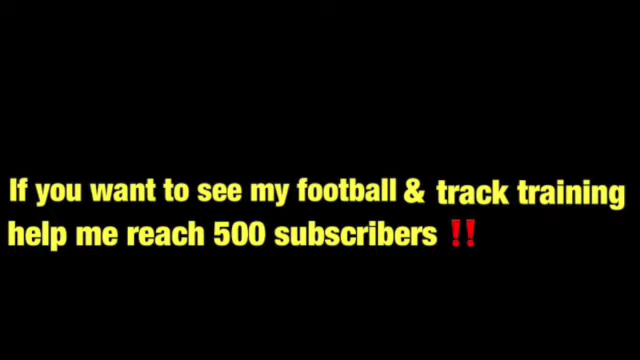 If you want to see my football & track training
help me reach 500 subscribers ‼️